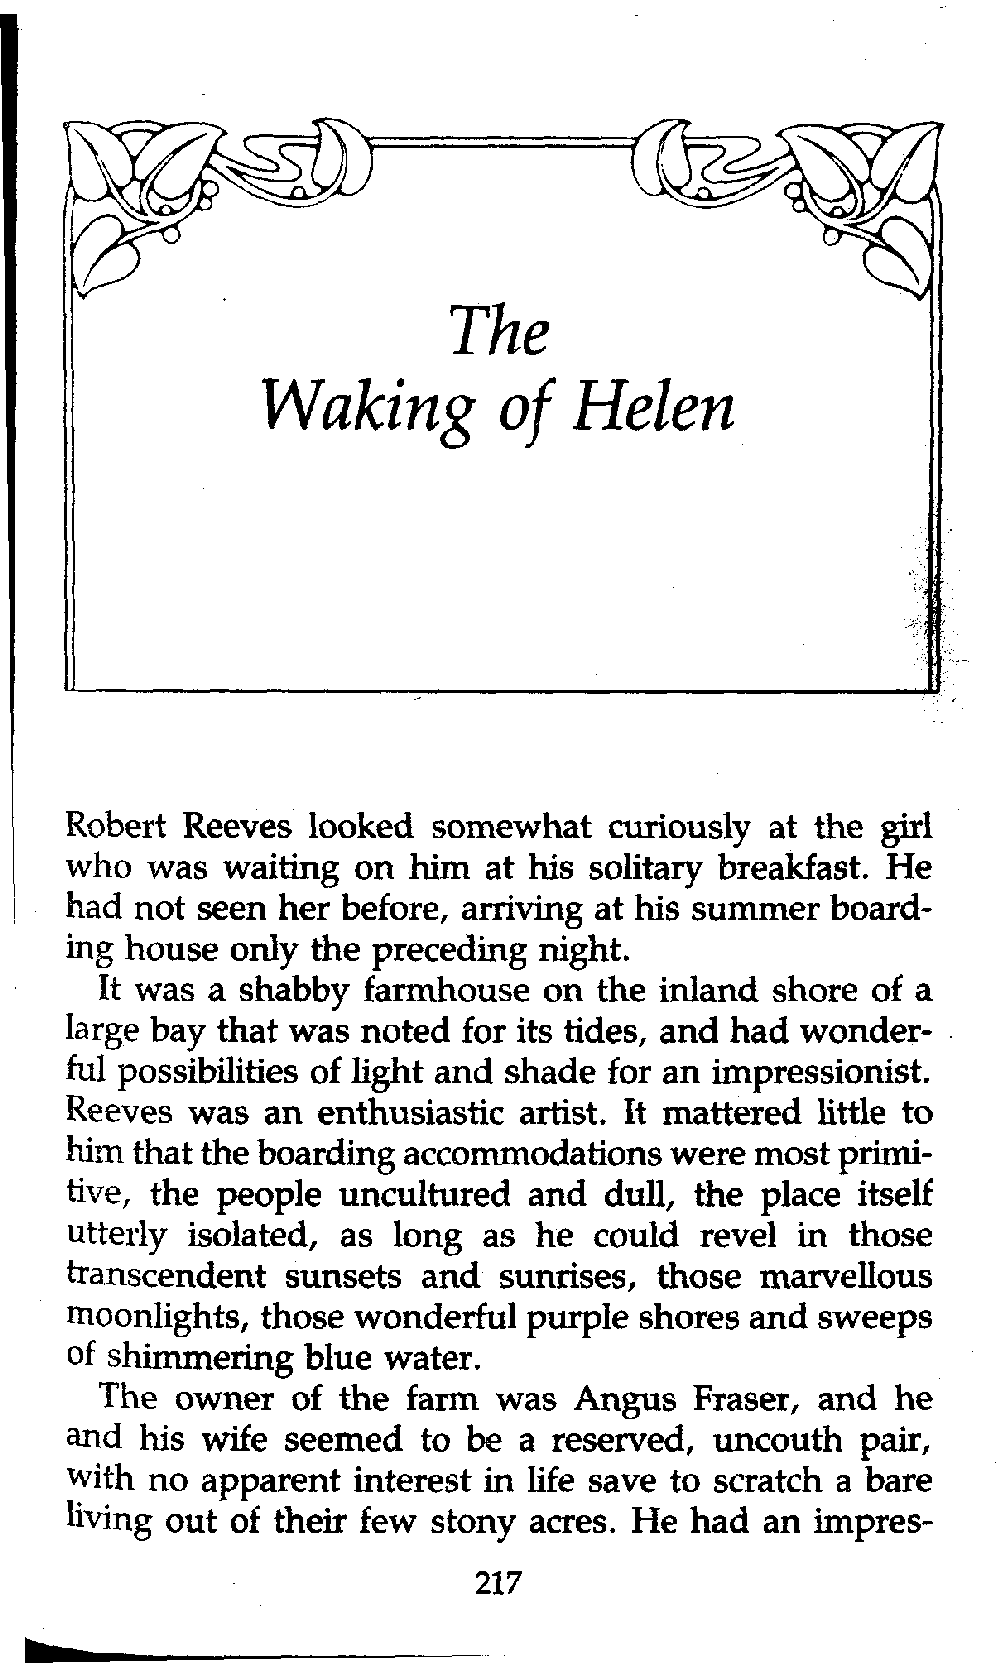 The
Waking of Helen
Robert Reeves looked somewhat curiously at the girl
who was waiting on him at his solitary breakfast. He
had not seen her before, arriving at his summer board-
ing house only the preceding night.
It was a shabby farmhouse on the inland shore of a
large bay that was noted for its tides, and had wonder-
ful possibilities of light and shade for an impressionist.
Reeves was an enthusiastic artist. It mattered little to
him that the boarding accommodations were most primi-
tive, the people uncultured and dull, the place itself
utterly isolated, as long as he could revel in those
transcendent sunsets and sunrises, those marvellous
moonlights, those wonderful purple shores and sweeps
of shimmering blue water.
The owner of the farm was Angus Fraser, and he
and his wife seemed to be a reserved, uncouth pair,
with no apparent interest in life save to scratch a bare
living out of their few stony acres. He had an impres-
217